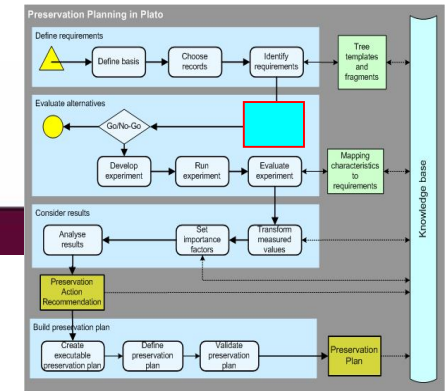 Preservation Planning in Plato
Define requirements
Define basis
Choose
records
Identify
requirements
Tree
templates
and
fragments
Evaluate alternatives
Go/No-Go
Develop
experiment
Run
experiment
Evaluate
experiment
Mapping
characteristics
to
requirements
Knowledge base
Consider results
Analyse
results
Set
importance
factors
Transform
measured
values
Preservation
Action
Recommendation
Build preservation plan
Create
executable
preservation plan
Define
preservation
plan
Validate
preservation
plan
Preservation
Plan